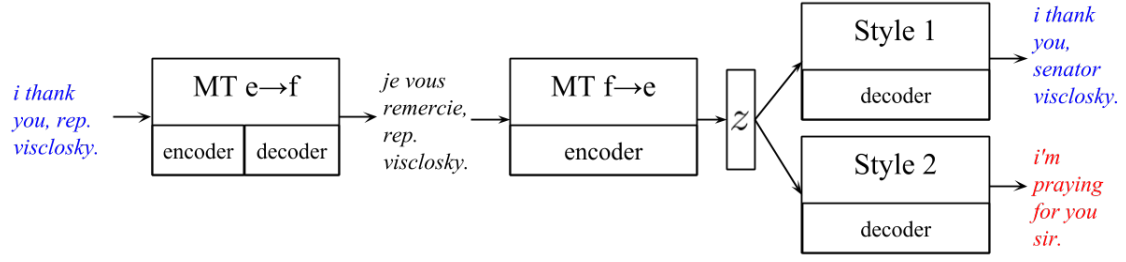 i thank
you, rep.
visclosky.
MT e→f
encoder
decoder
je vous
remercie,
rep.
visclosky.
MT f→e
encoder
z
Style 1
decoder
i thank
you,
senator
visclosky.
Style 2
decoder
i'm
praying
for you
sir.